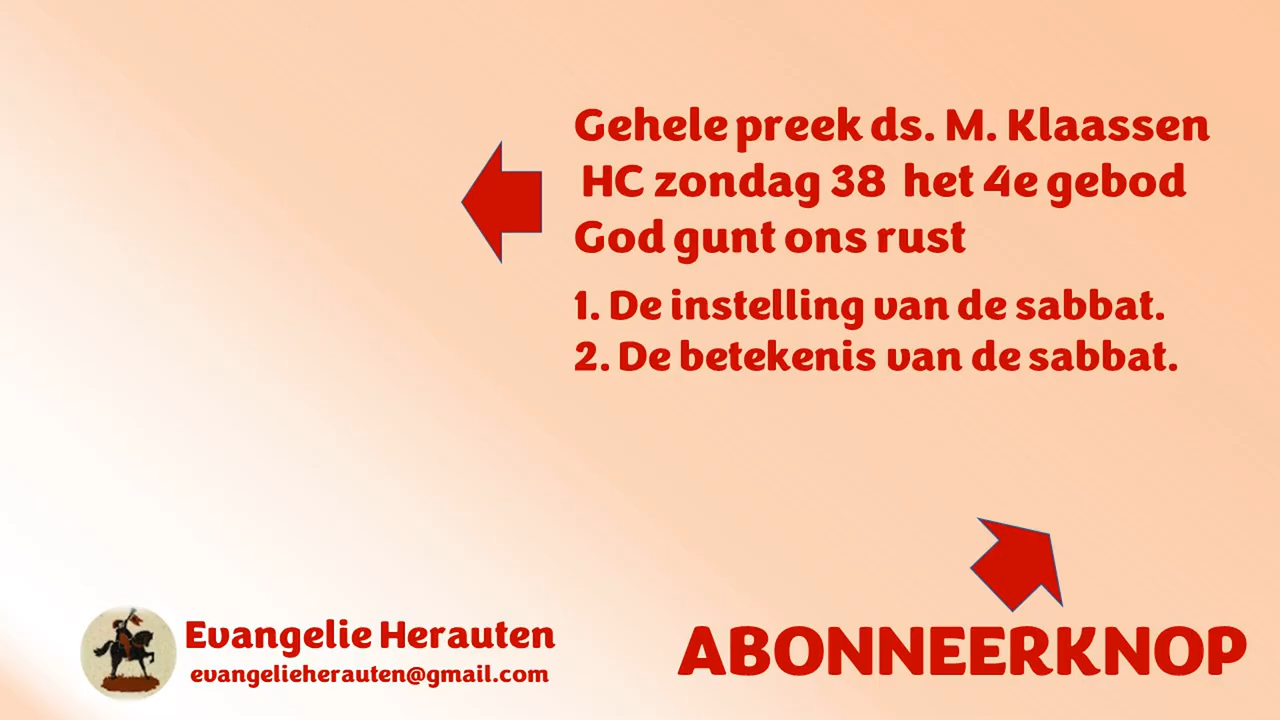 Gehele preek ds. M. Klaassen
HC zondag 38 het 4e gebod
God gunt ons rust
1. De instelling van de sabbat.
2. De betekenis van de sabbat.
Evangelie Herauten
evangelieherauten@gmail.com
ABONNEERKNOP